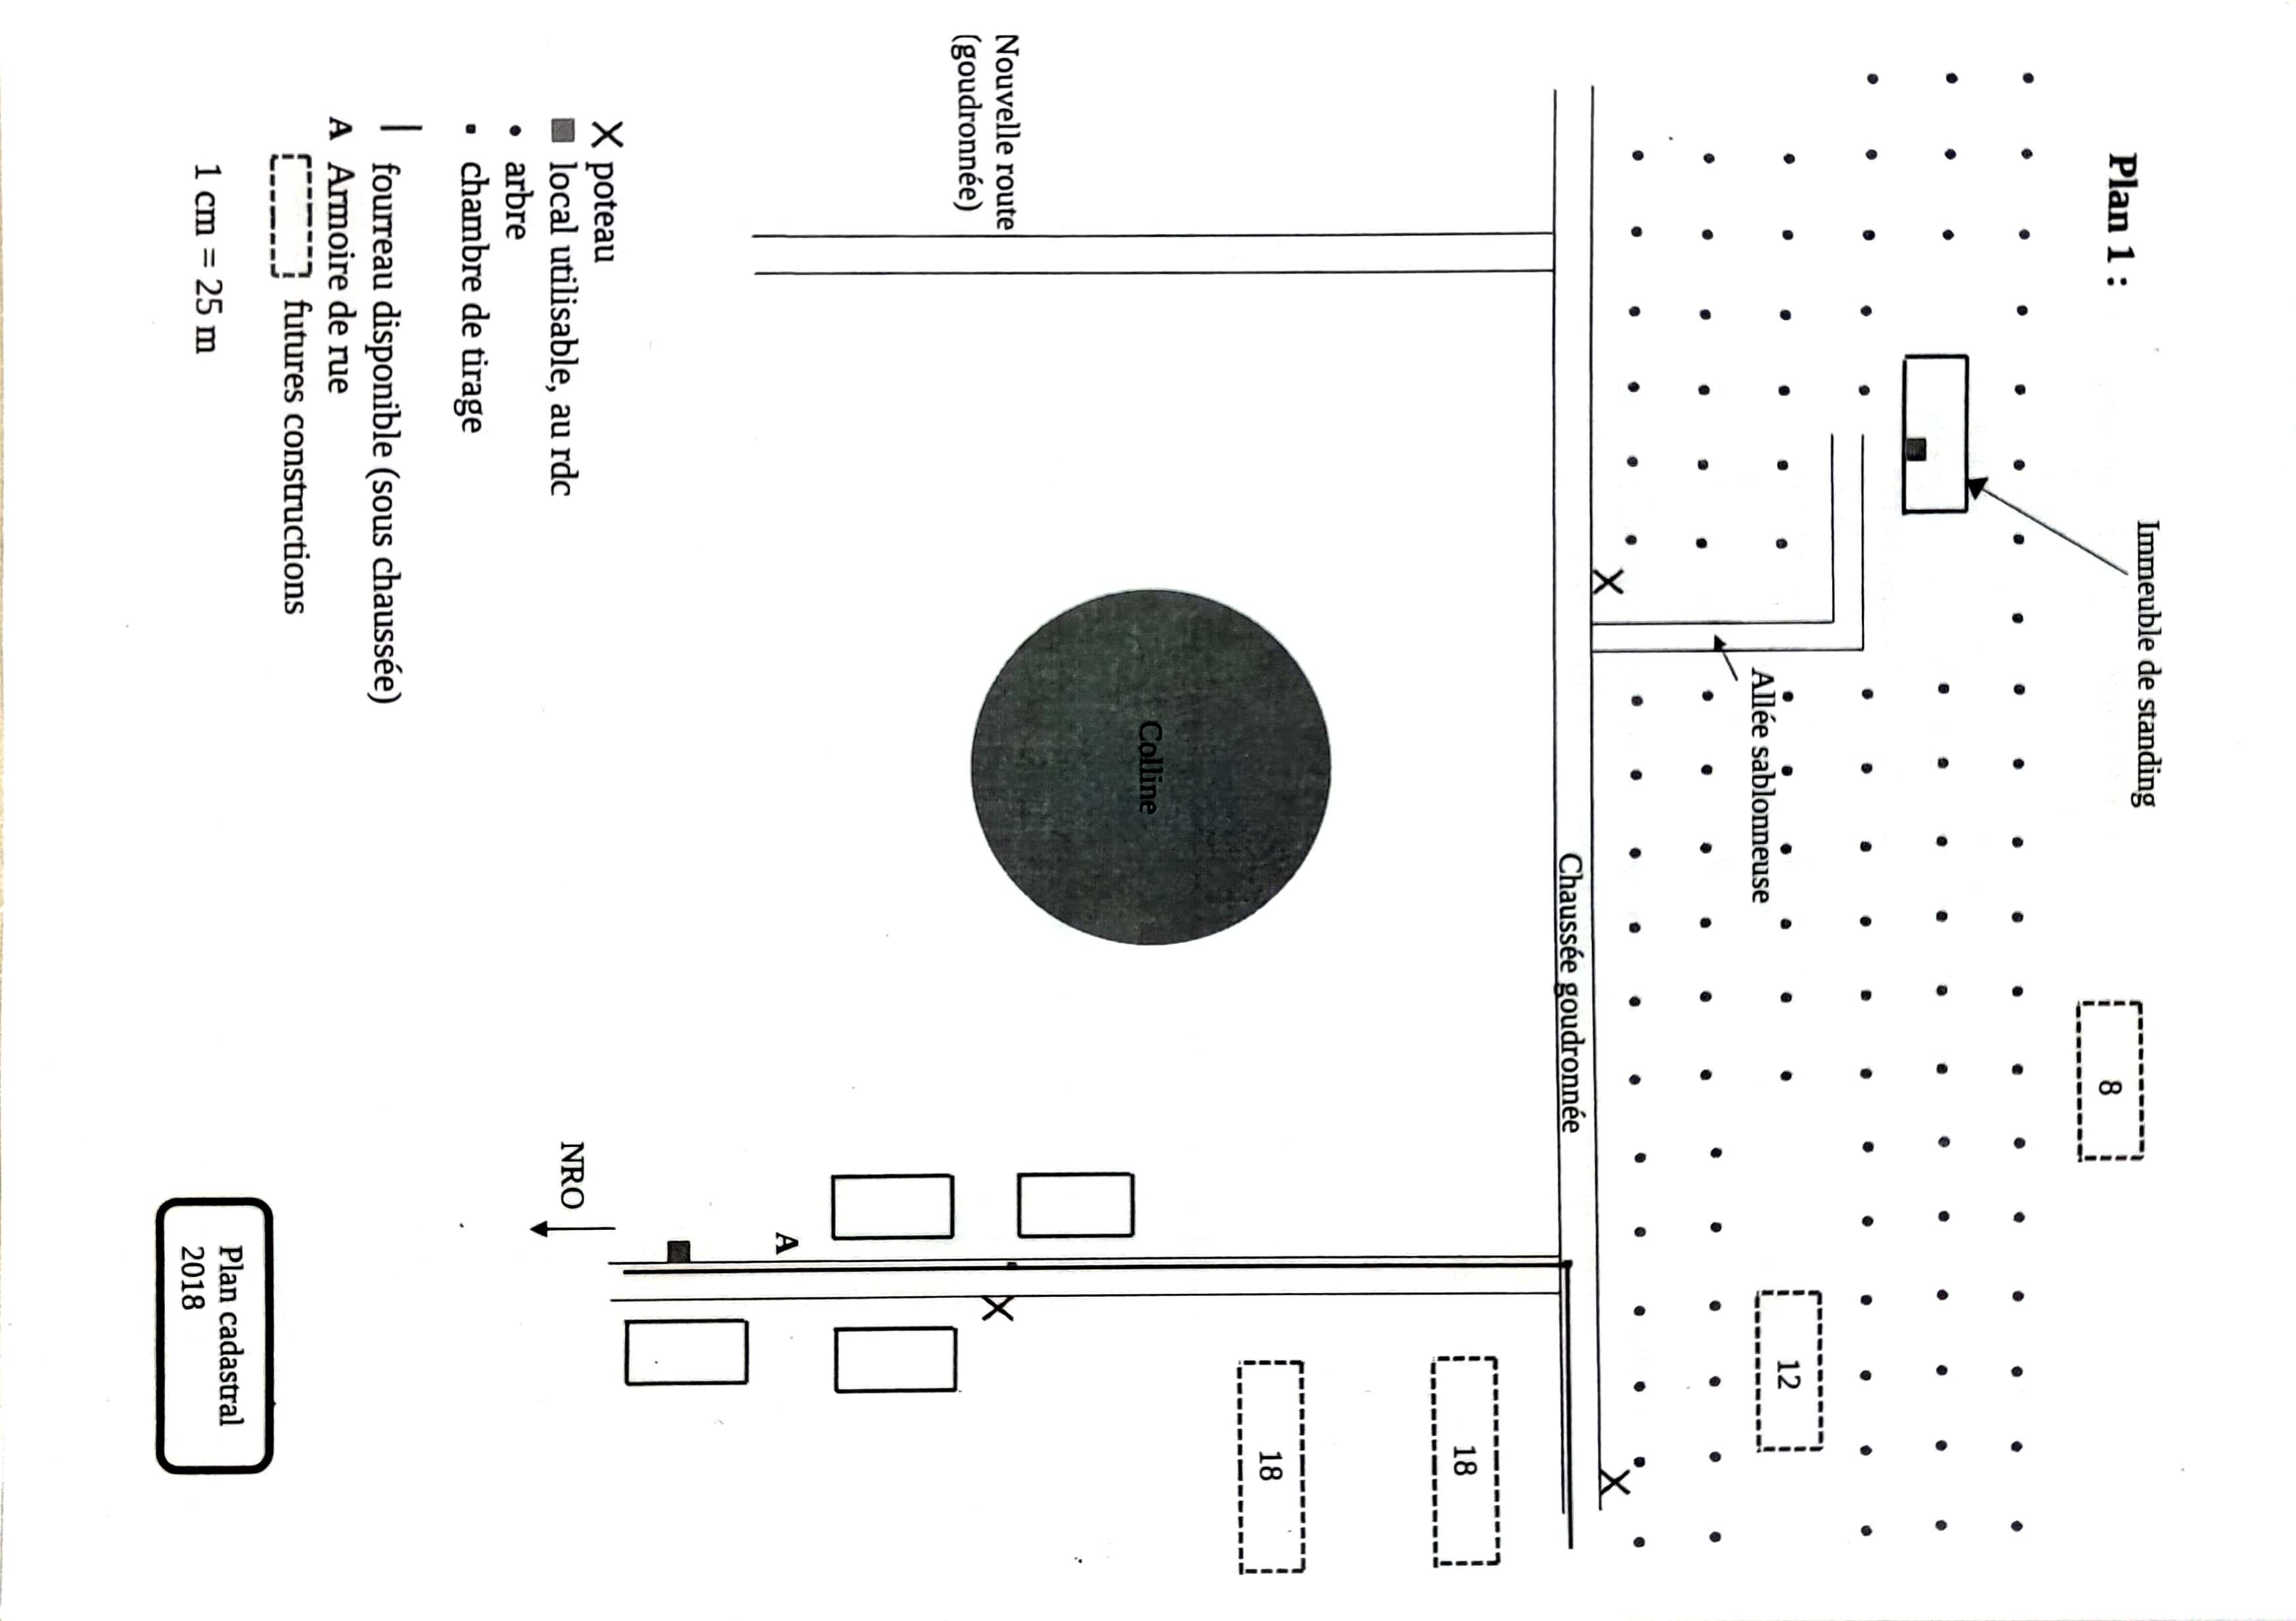 Plan 1 :
Immeuble de standing
8
Allée sablonneuse
12
Chaussée goudronnée
18
18
Colline
Nouvelle route
(goudronnée)
X poteau
local utilisable, au rdc
arbre
NRO
chambre de tirage
A
fourreau disponible (sous chaussée)
A Armoire de rue
futures constructions
1 cm = 25 m
Plan cadastral
2018